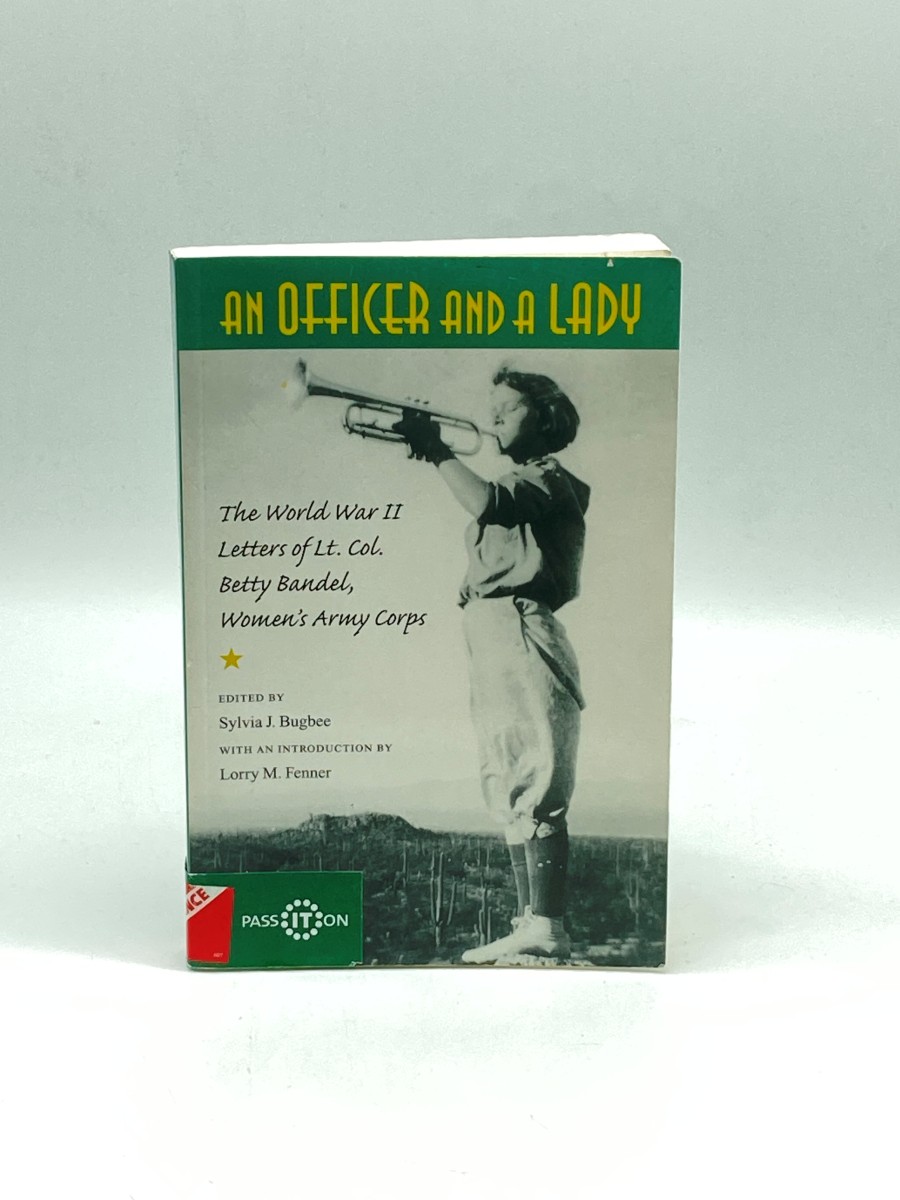 AN OFFICER AND A LADY
The World War II
Letters of Lt. Col.
Betty Bandel,
Women's Army Corps
EDITED BY
Sylvia J. Bugbee
WITH AN INTRODUCTION BY
Lorry M. Fenner
PASS IT ON